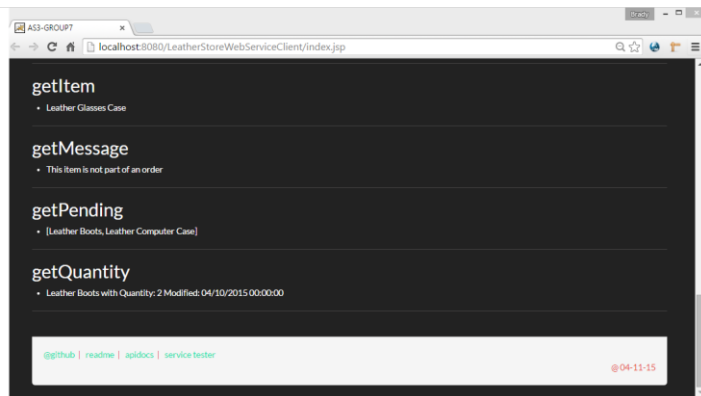 Brady
AS3-GROUP7
localhost:8080/LeatherStoreWebServiceClient/index.jsp
getItem
• Leather Glasses Case
getMessage
• This item is not part of an order
getPending
• [Leather Boots, Leather Computer Case]
getQuantity
• Leather Boots with Quantity: 2 Modified: 04/10/2015 00:00:00
@github | readme | apidocs | service tester
@ 04-11-15